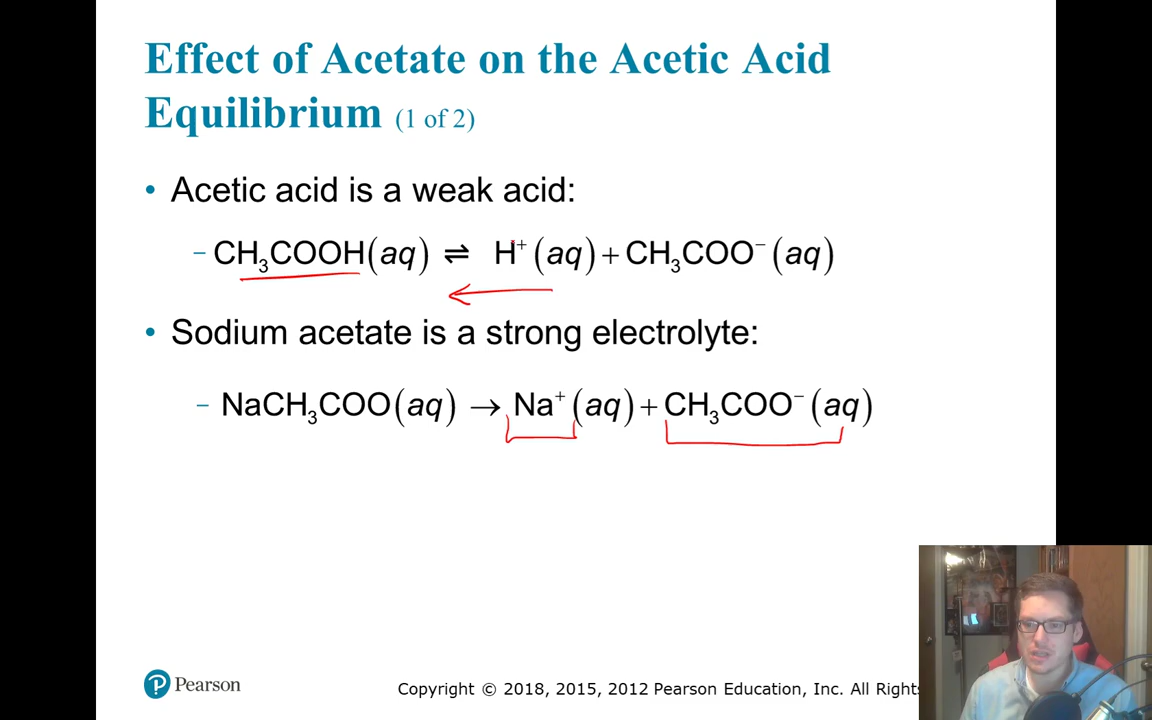 Effect of Acetate on the Acetic Acid
Equilibrium (1 of 2)
• Acetic acid is a weak acid:
– CH₃COOH(aq) ⇌ H⁺(aq) + CH₃COO⁻(aq)
• Sodium acetate is a strong electrolyte:
– NaCH₃COO(aq) → Na⁺(aq) + CH₃COO⁻(aq)
P Pearson
Copyright © 2018, 2015, 2012 Pearson Education, Inc. All Rights